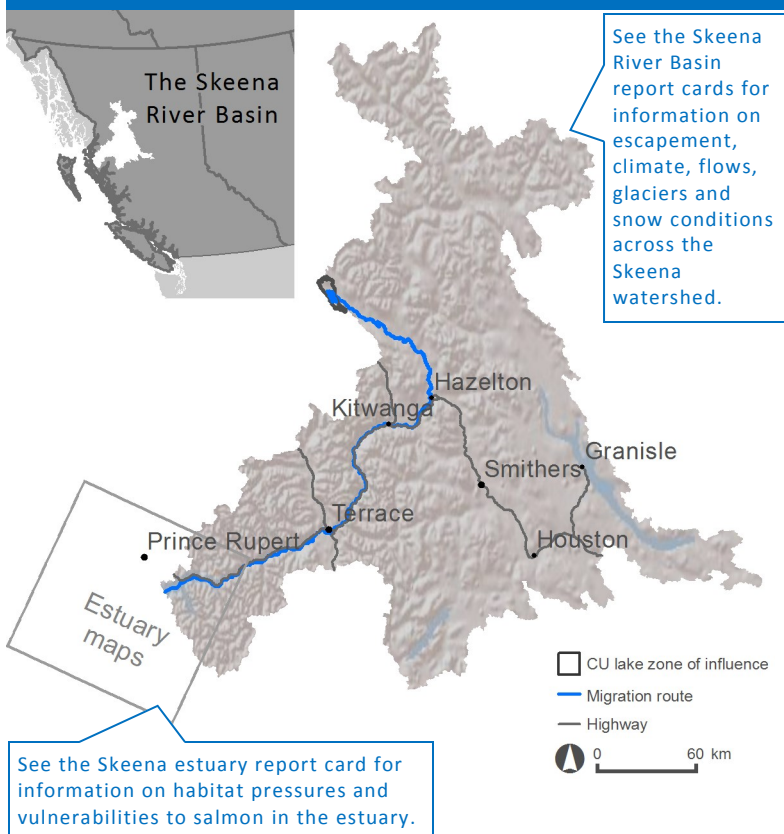 The Skeena
River Basin
See the Skeena
River Basin
report cards for
information on
escapement,
climate, flows,
glaciers and
snow conditions
across the
Skeena
watershed.
Hazelton
Kitwanga
Granisle
Smithers
Terrace
Prince Rupert
Houston
Estuary
maps
CU lake zone of influence
Migration route
Highway
0 60 km
See the Skeena estuary report card for
information on habitat pressures and
vulnerabilities to salmon in the estuary.